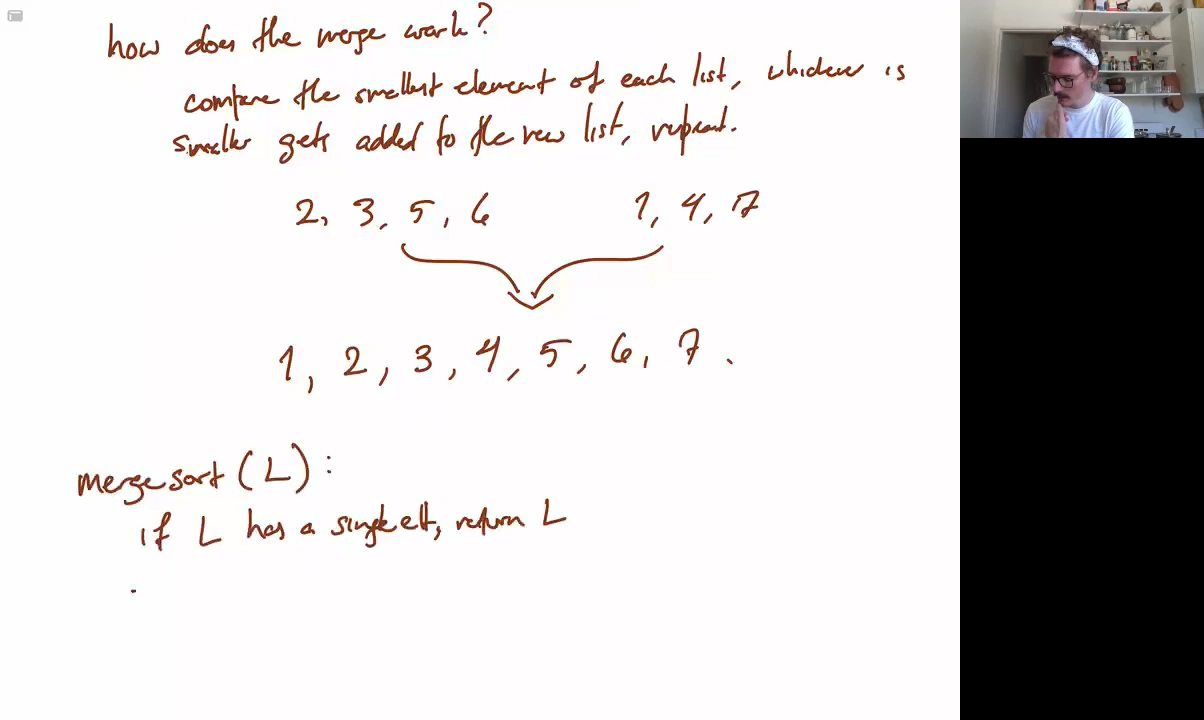 how does the merge work?
compare the smallest element of each list, whichever is
smaller gets added to the new list, repeat.
2, 3, 5, 6 1, 4, 7
1, 2, 3, 4, 5, 6, 7.
mergesort(L):
if L has a single elt, return L